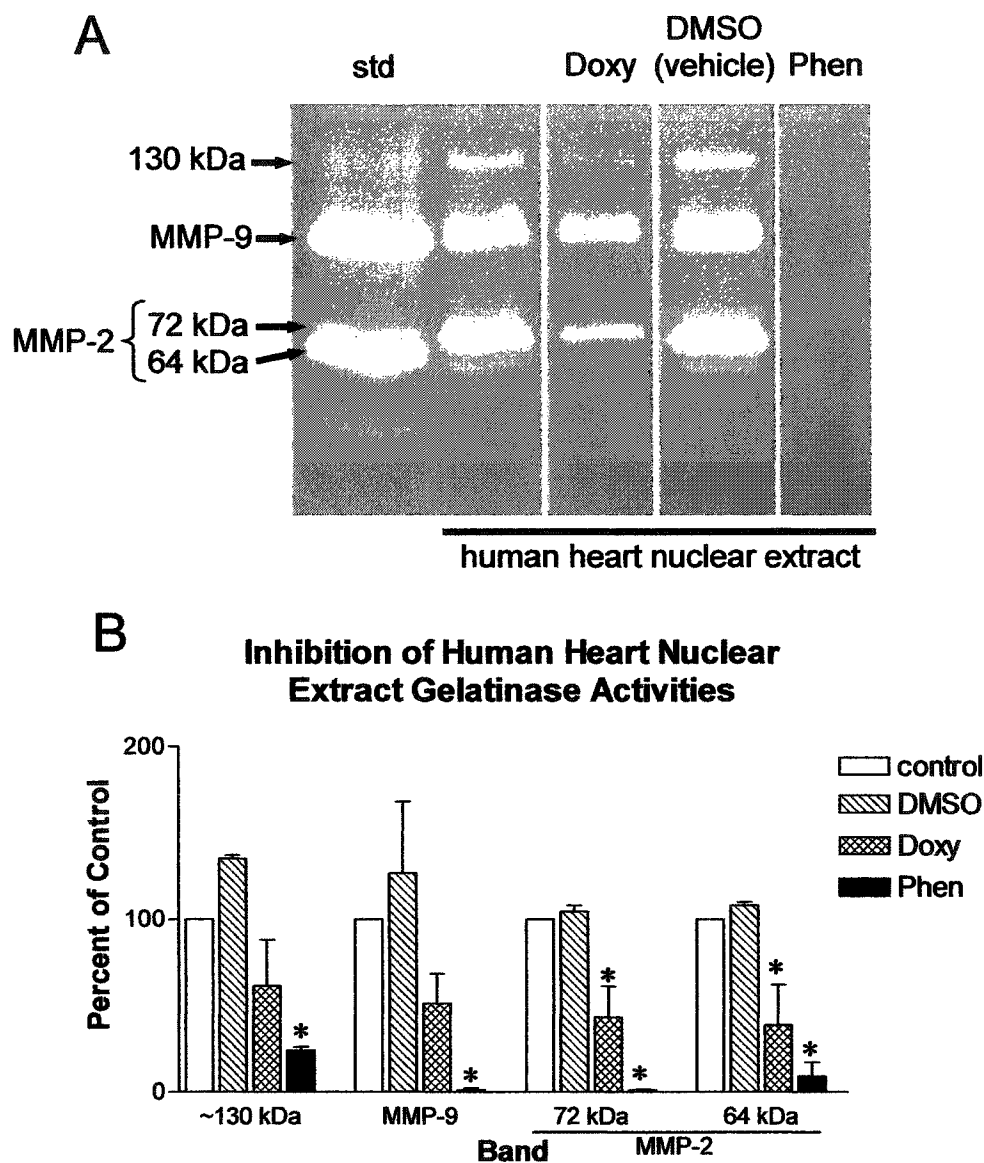 A
std
Doxy
DMSO
(vehicle)
Phen
130 kDa
MMP-9
MMP-2
72 kDa
64 kDa
human heart nuclear extract
B
Inhibition of Human Heart Nuclear
Extract Gelatinase Activities
Percent of Control
200
100
0
control
DMSO
Doxy
Phen
*
*
*
*
*
*
~130 kDa
MMP-9
72 kDa
64 kDa
MMP-2
Band